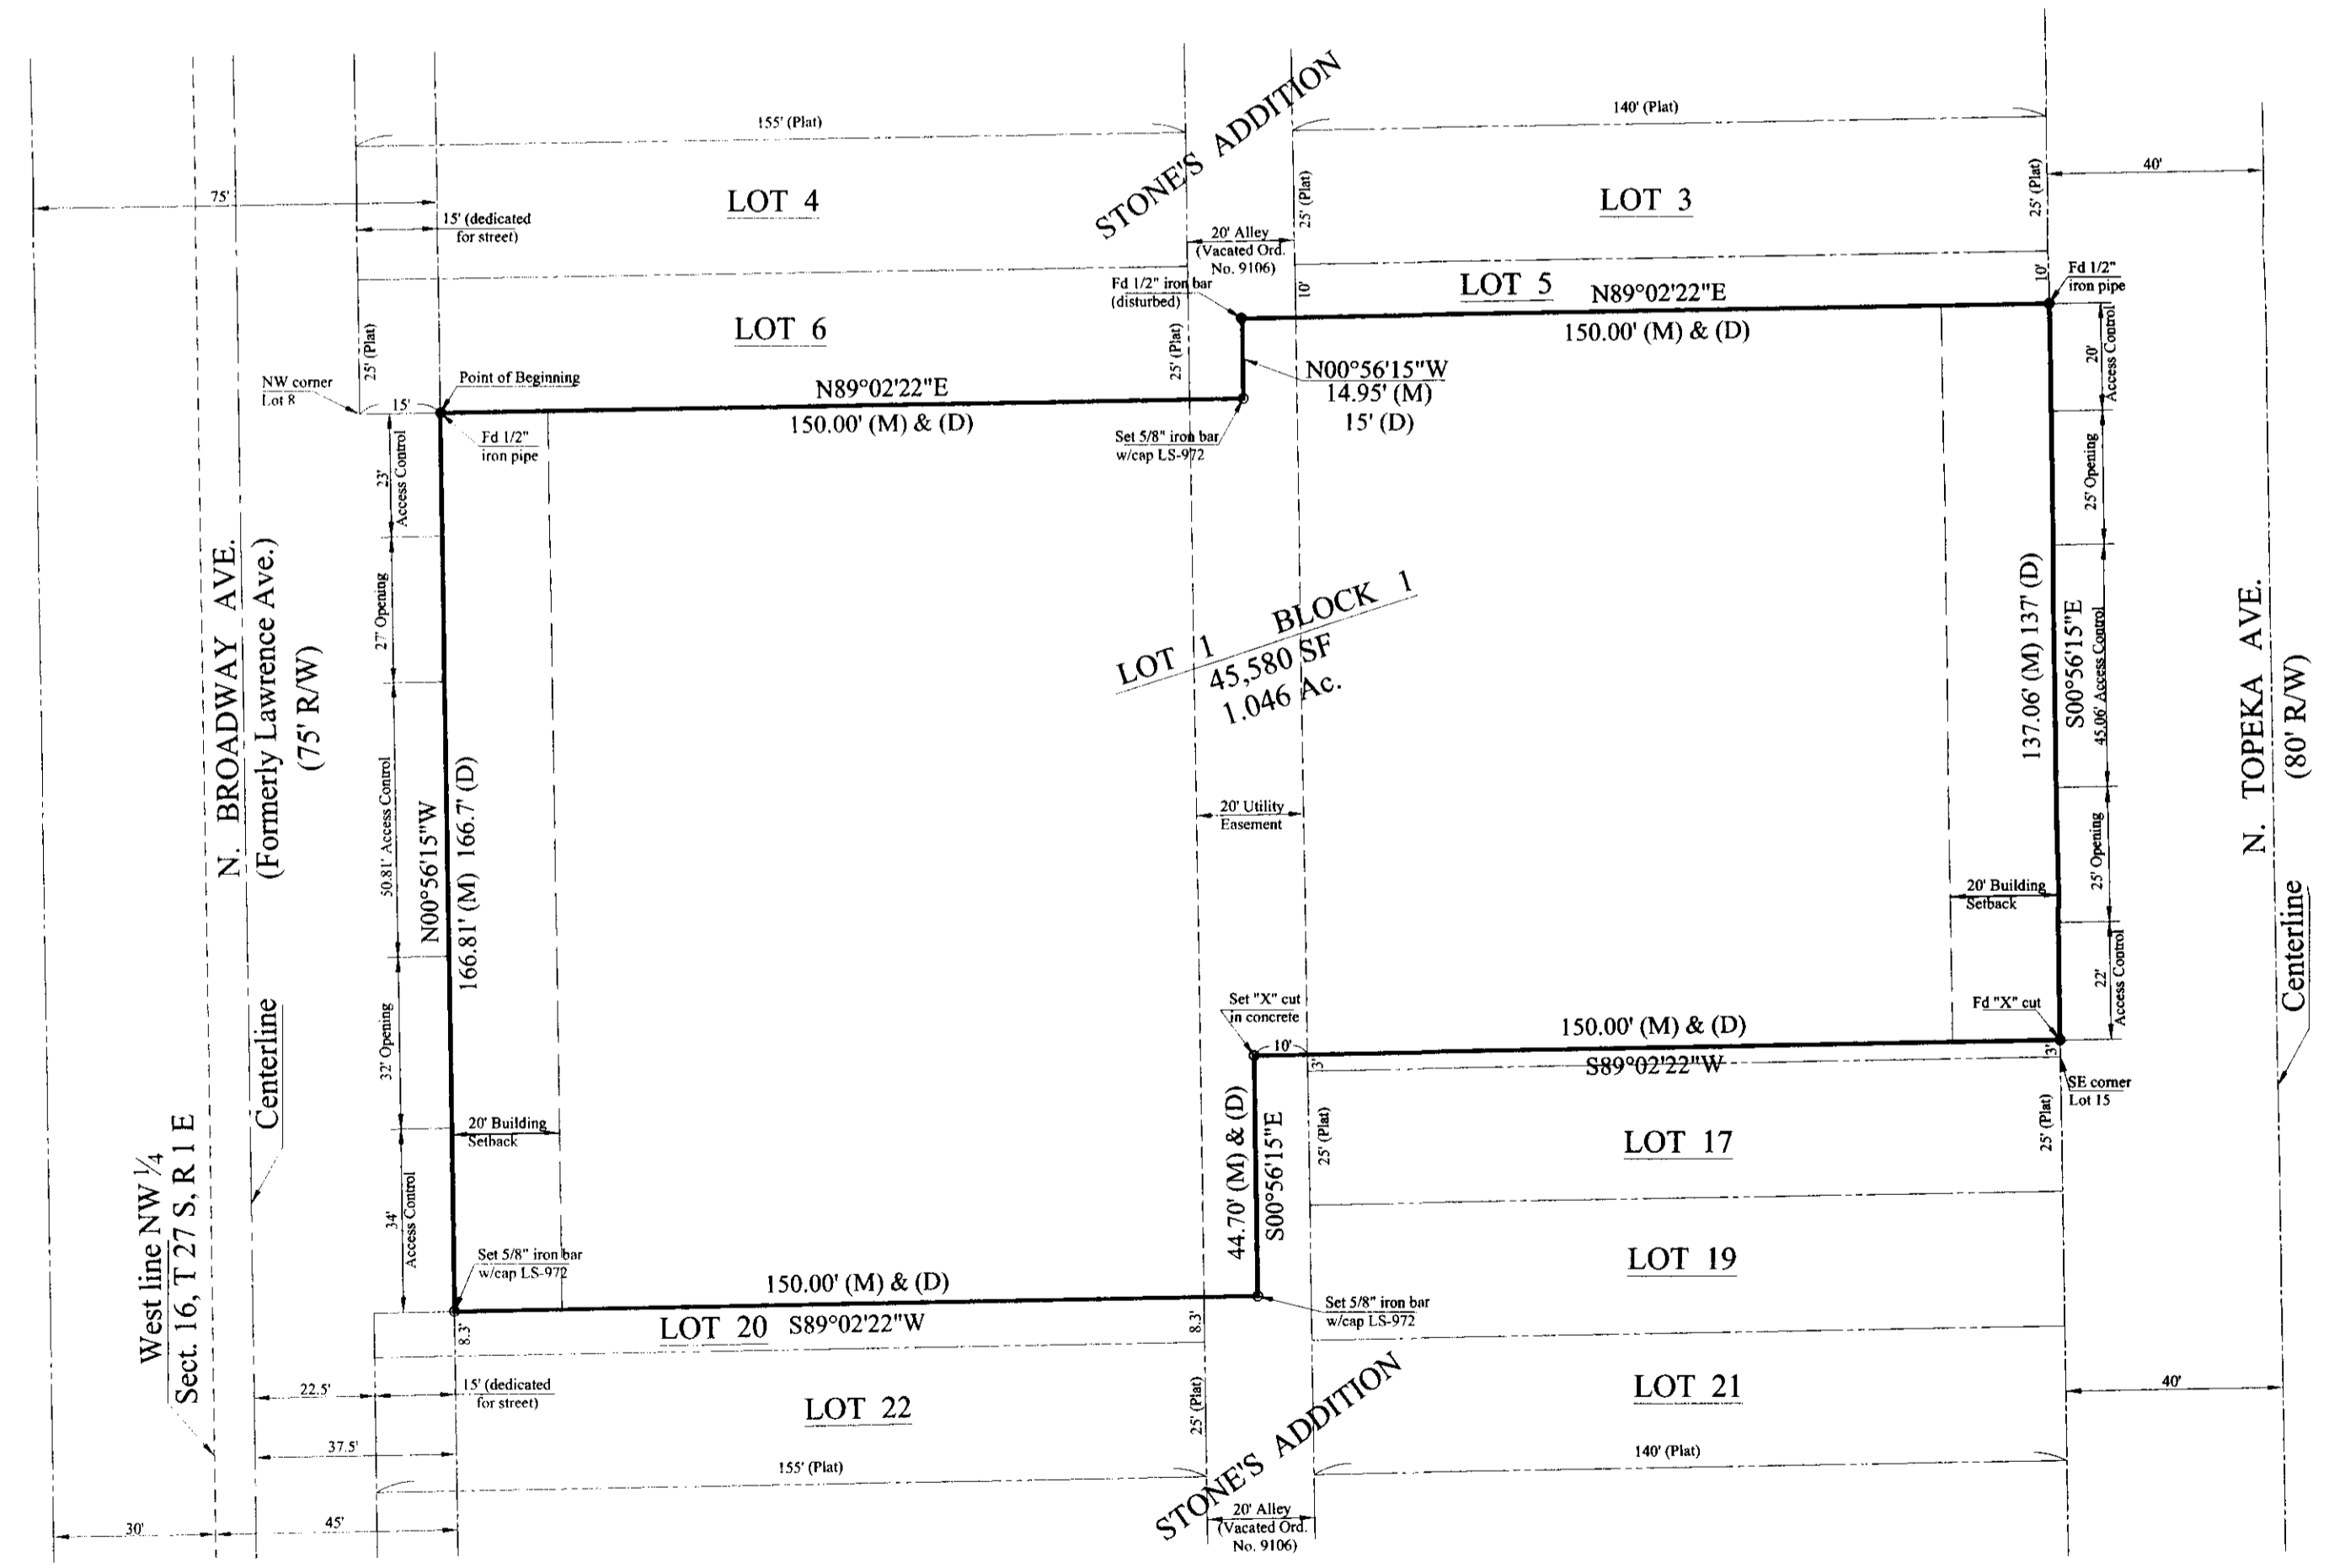 155' (Plat)
140' (Plat)
STONE'S ADDITION
75'
15' (dedicated
for street)
LOT 4
25' (Plat)
LOT 3
25' (Plat)
40'
20' Alley
(Vacated Ord.
No. 9106)
Fd 1/2" iron bar
(disturbed)
10'
LOT 5
N89°02'22"E
150.00' (M) & (D)
10'
Fd 1/2"
iron pipe
25' (Plat)
LOT 6
25' (Plat)
NW corner
Lot 8
15'
Point of Beginning
N89°02'22"E
150.00' (M) & (D)
Fd 1/2"
iron pipe
N00°56'15"W
14.95' (M)
15' (D)
Set 5/8" iron bar
w/cap LS-972
20'
Access Control
25' Opening
45.06' Access Control
25' Opening
22'
Access Control
137.06' (M) 137' (D)
S00°56'15"E
23'
Access Control
27' Opening
50.81' Access Control
32' Opening
34'
Access Control
N00°56'15"W
166.81' (M) 166.7' (D)
N. BROADWAY AVE.
(Formerly Lawrence Ave.)
(75' R/W)
Centerline
West line NW 1/4
Sect. 16, T 27 S, R 1 E
LOT 1 BLOCK 1
45,580 SF
1.046 Ac.
20' Utility
Easement
N. TOPEKA AVE.
(80' R/W)
Centerline
20' Building
Setback
Fd "X" cut
Set "X" cut
in concrete
10'
150.00' (M) & (D)
S89°02'22"W
3'
3'
SE corner
Lot 15
20' Building
Setback
44.70' (M) & (D)
S00°56'15"E
25' (Plat)
LOT 17
25' (Plat)
LOT 19
Set 5/8" iron bar
w/cap LS-972
150.00' (M) & (D)
8.3'
LOT 20 S89°02'22"W
8.3'
Set 5/8" iron bar
w/cap LS-972
22.5'
15' (dedicated
for street)
LOT 22
25' (Plat)
LOT 21
40'
37.5'
155' (Plat)
STONE'S ADDITION
140' (Plat)
30'
45'
20' Alley
(Vacated Ord.
No. 9106)